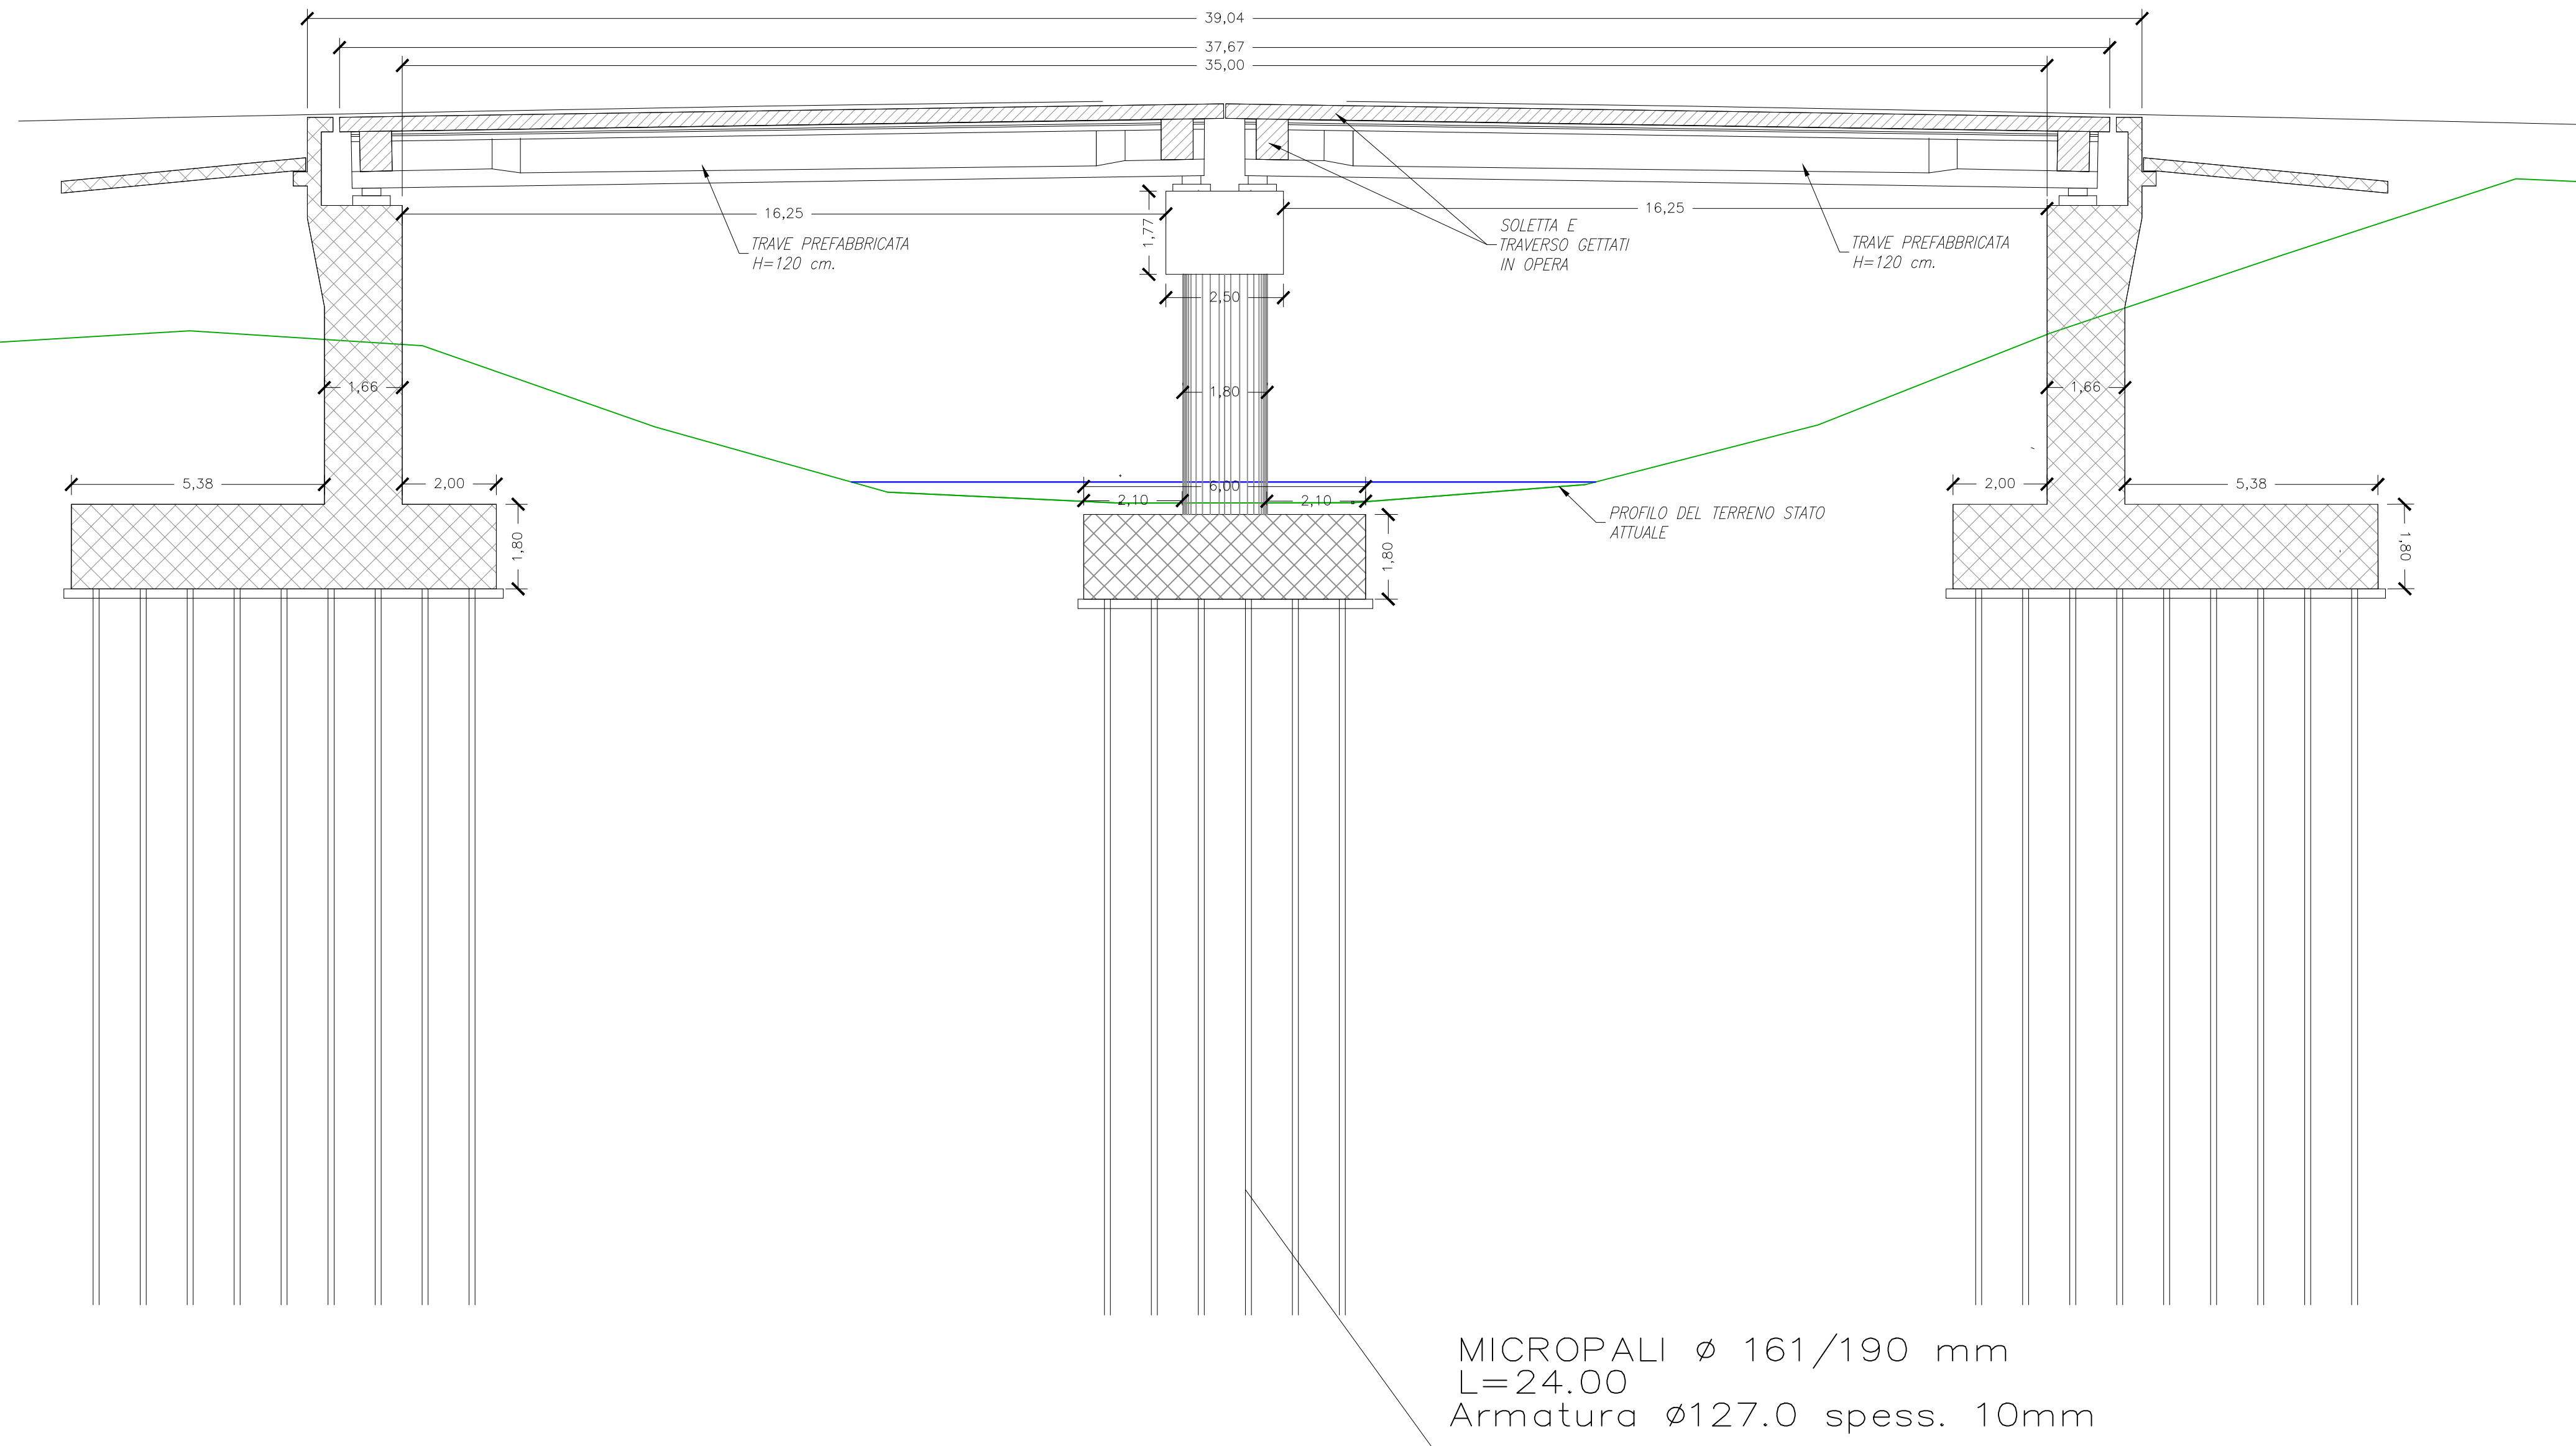 39,04
37,67
35,00
16,25
16,25
1,77
TRAVE PREFABBRICATA
H=120 cm.
SOLETTA E
TRAVERSO GETTATI
IN OPERA
TRAVE PREFABBRICATA
H=120 cm.
2,50
1,66
1,80
1,66
5,38
2,00
6,00
2,10
2,10
2,00
5,38
PROFILO DEL TERRENO STATO
ATTUALE
1,80
1,80
1,80
MICROPALI ø 161/190 mm
L=24.00
Armatura ø127.0 spess. 10mm